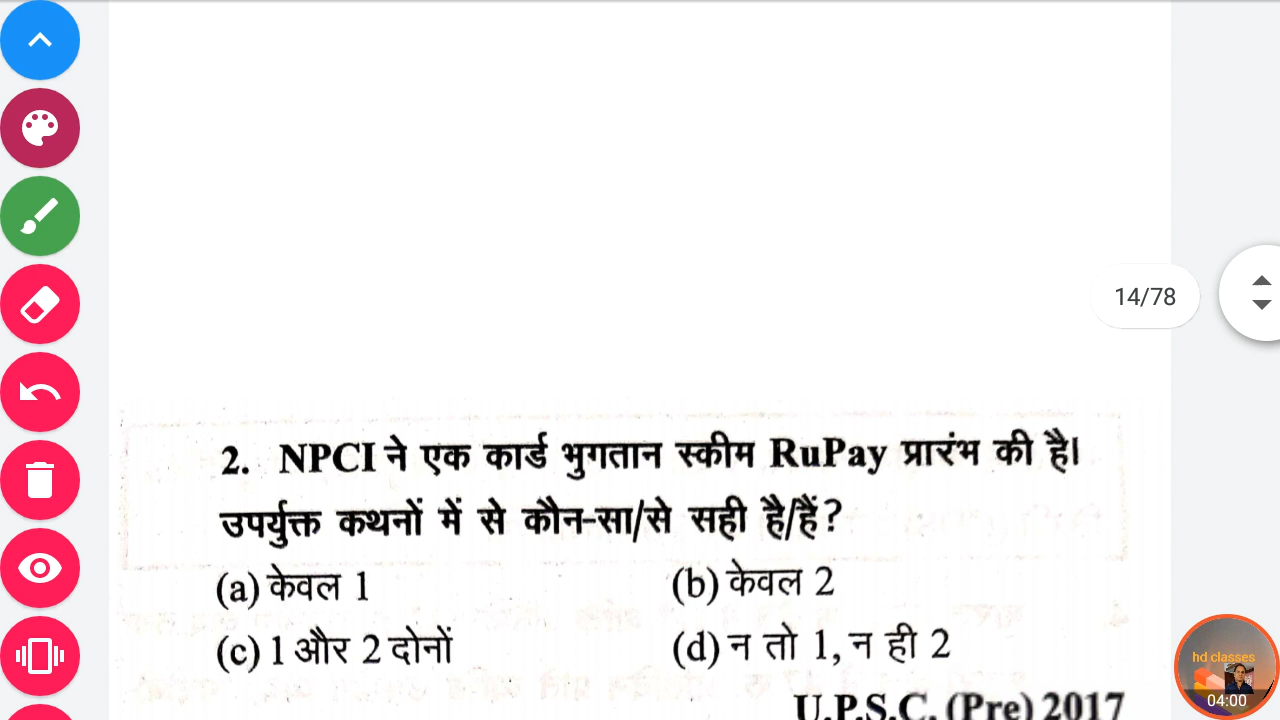 14/78
2. NPCI ने एक कार्ड भुगतान स्कीम RuPay प्रारंभ की है।
उपर्युक्त कथनों में से कौन-सा/से सही है/हैं?
(a) केवल 1 (b) केवल 2
(c) 1 और 2 दोनों (d) न तो 1, न ही 2
hd classes
04:00
U.P.S.C. (Pre) 2017